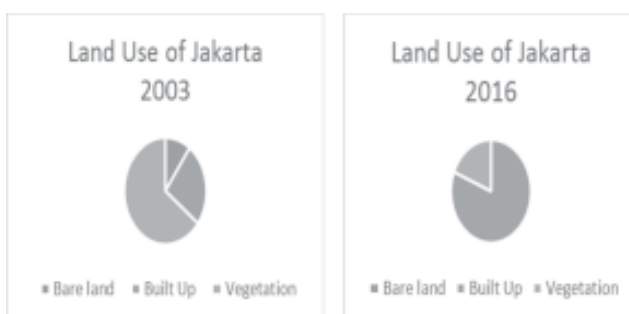 Land Use of Jakarta
2003
Bare land Built Up Vegetation
Land Use of Jakarta
2016
Bare land Built Up Vegetation